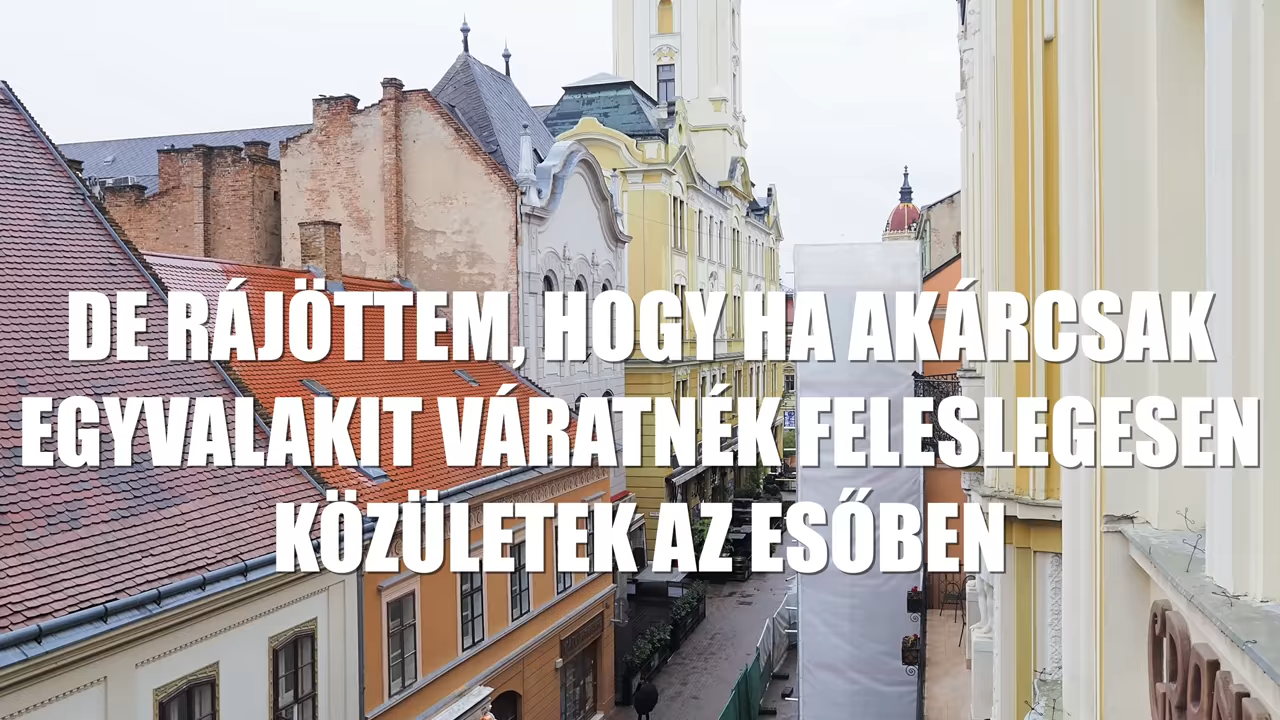 DE RÁJÖTTEM, HOGY HA AKÁRCSAK
EGYVALAKIT VÁRATNÉK FELESLEGESEN
KÖZÜLETEK AZ ESŐBEN